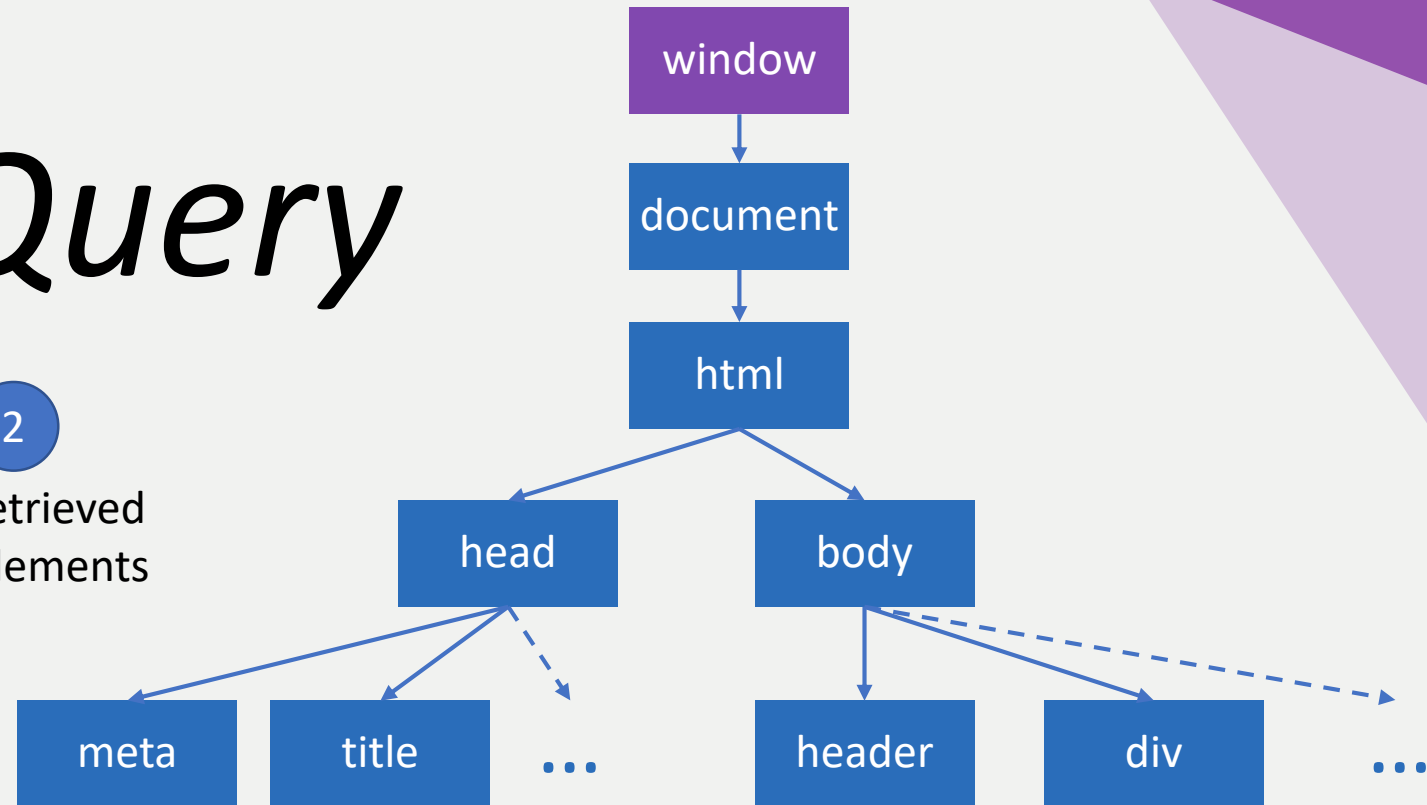 window
document
Query
html
2
etrieved
lements
head
body
meta
title
...
header
div
...